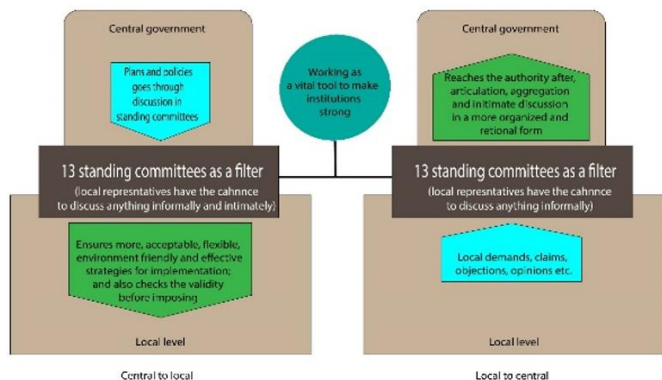 Central government
Plans and policies
goes through
discussion in
standing committees
13 standing committees as a filter
(local represntatives have the cahnnce
to discuss anything informally and intimately)
Ensures more, acceptable, flexible,
environment friendly and effective
strategies for implementation;
and also checks the validity
before imposing
Local level
Central to local
Working as
a vital tool to make
institutions
strong
Central government
Reaches the authority after,
articulation, aggregation
and initimate discussion
in a more organized and
retional form
13 standing committees as a filter
(local represntatives have the cahnnce
to discuss anything informally)
Local demands, claims,
objections, opinions etc.
Local level
Local to central